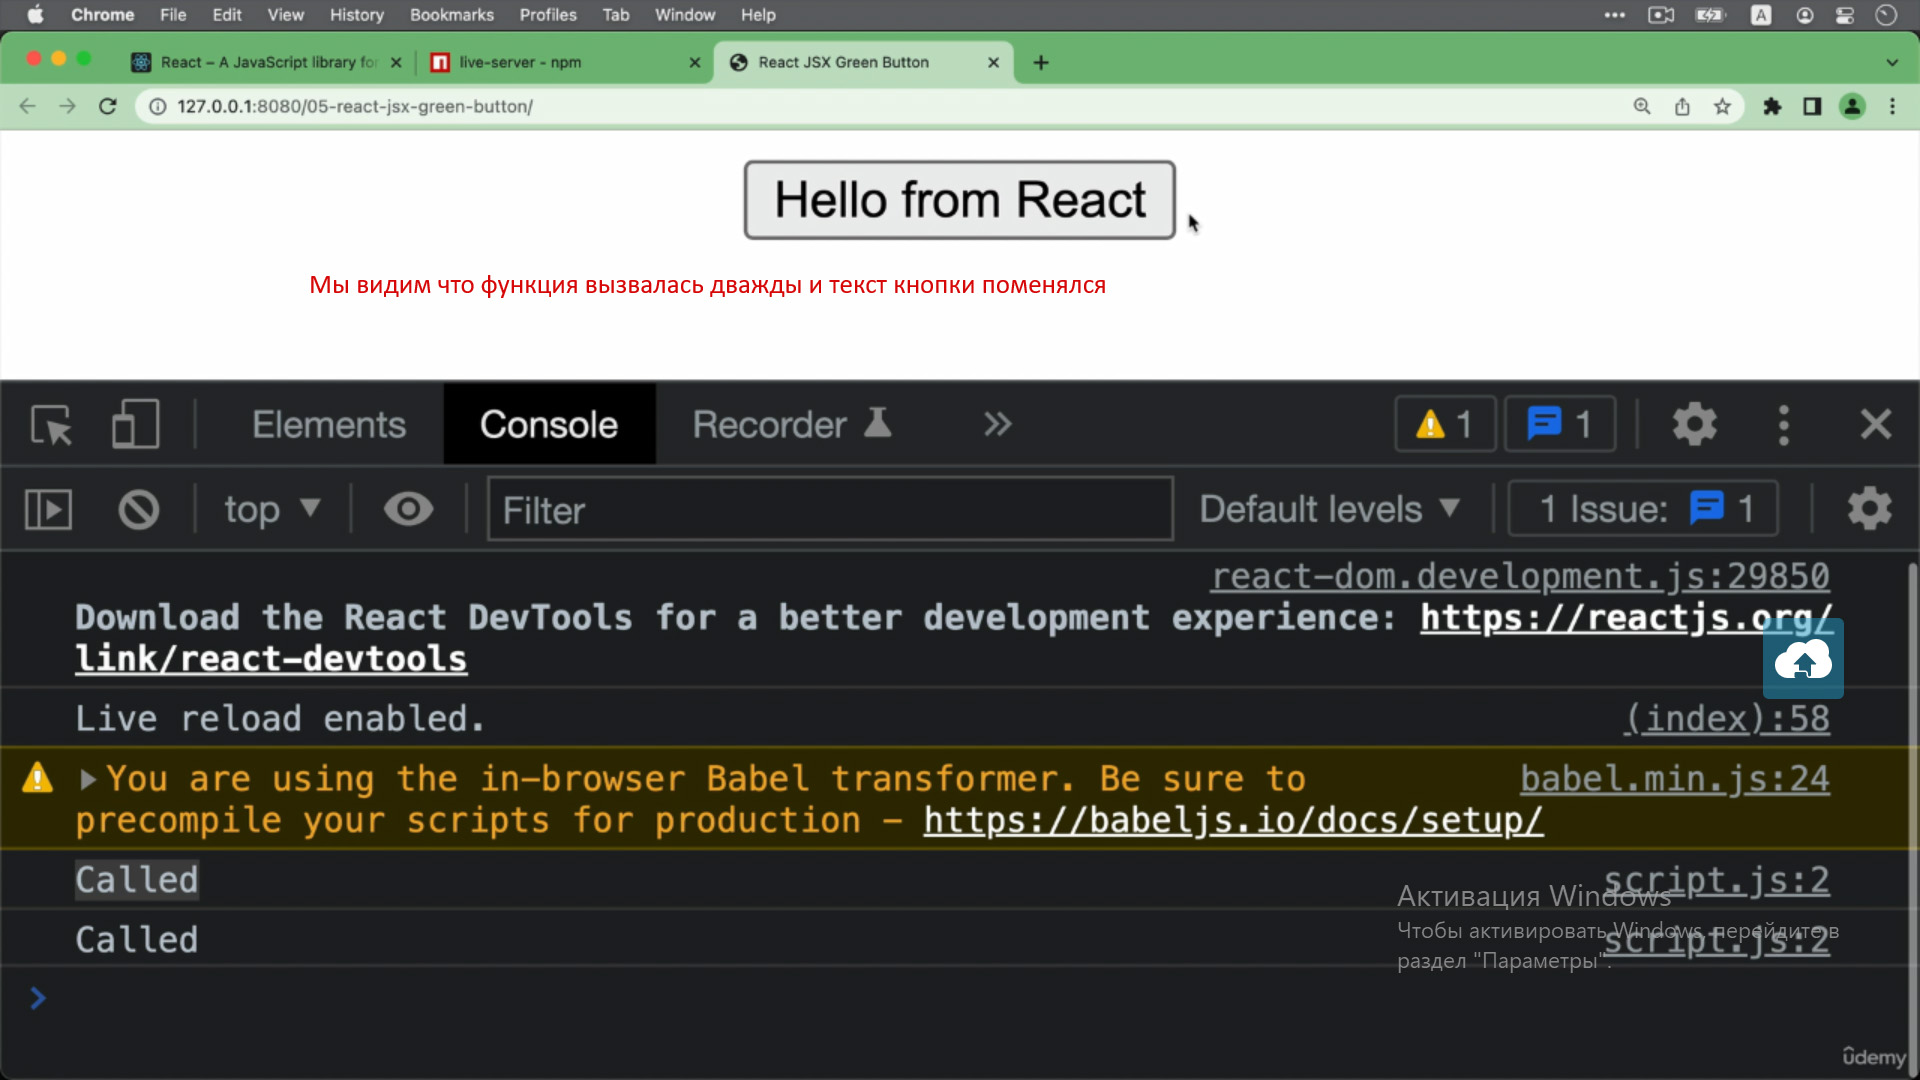 Chrome File Edit View History Bookmarks Profiles Tab Window Help A
React – A JavaScript library for live-server - npm React JSX Green Button
127.0.0.1:8080/05-react-jsx-green-button/
Hello from React
Мы видим что функция вызвалась дважды и текст кнопки поменялся
Elements Console Recorder 1 1
top Filter Default levels 1 Issue: 1
react-dom.development.js:29850
Download the React DevTools for a better development experience: https://reactjs.org/
link/react-devtools
Live reload enabled. (index):58
You are using the in-browser Babel transformer. Be sure to babel.min.js:24
precompile your scripts for production – https://babeljs.io/docs/setup/
Called script.js:2
Активация Windows
Чтобы активировать Windows, перейдите в
Called script.js:2
раздел "Параметры".
ûdemy